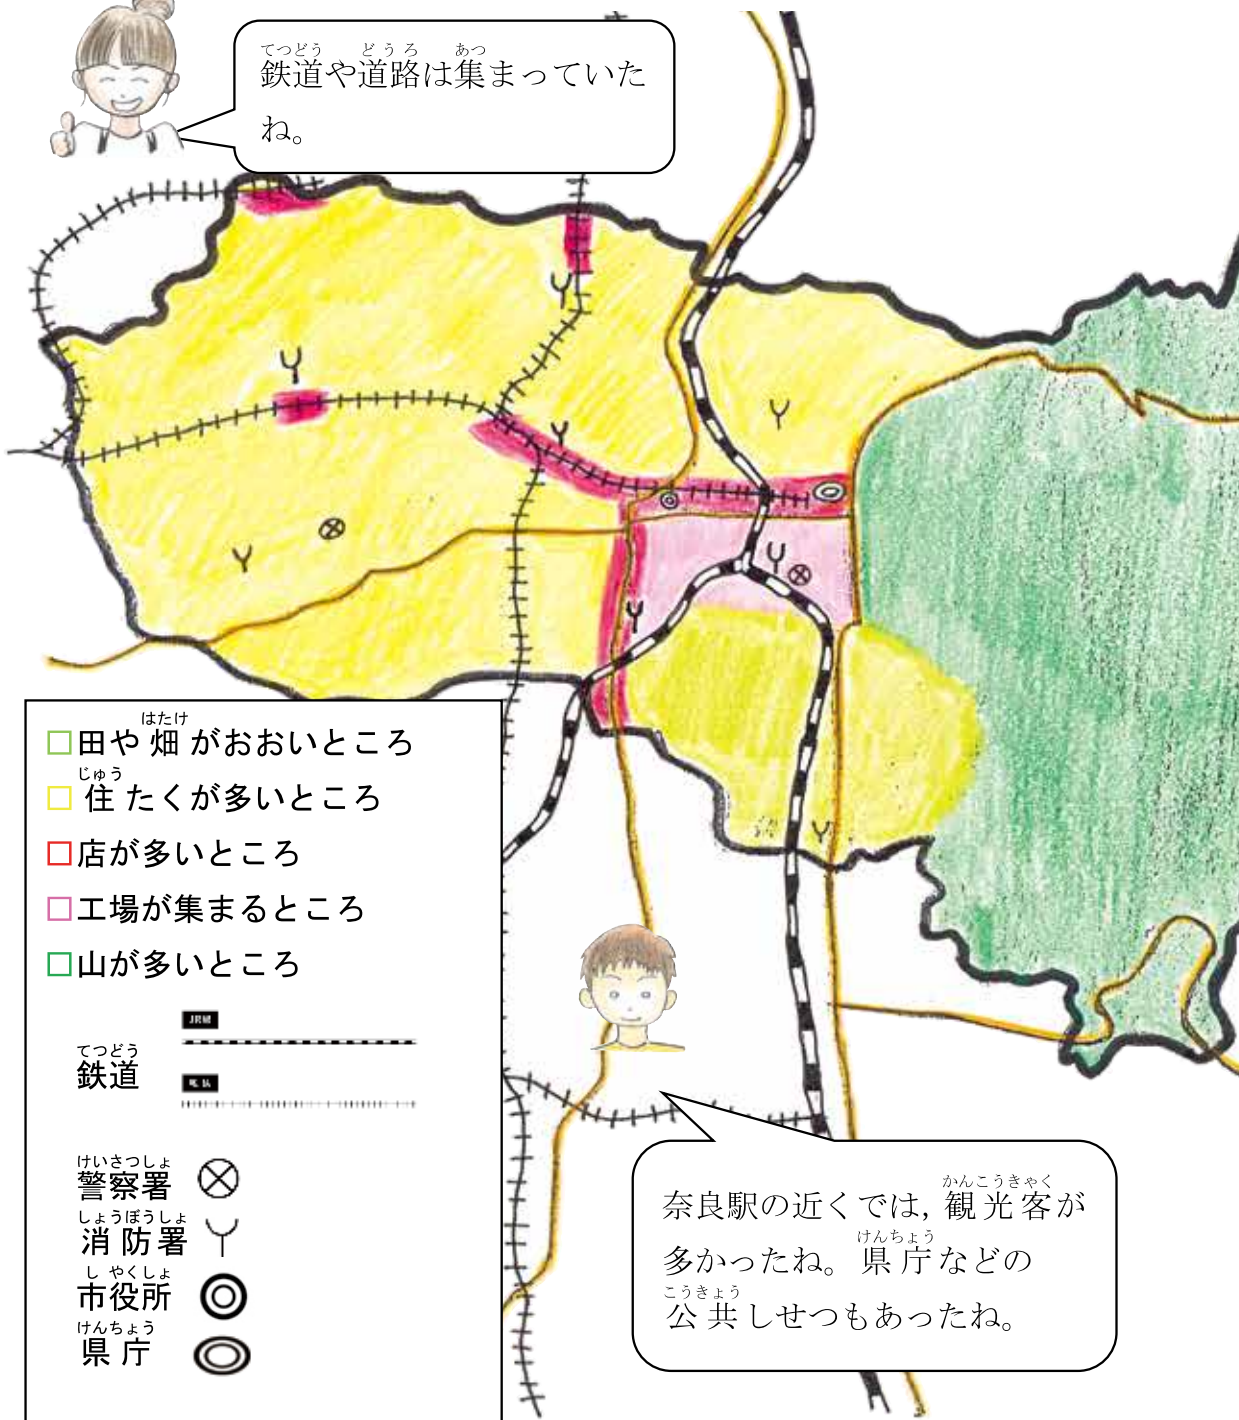 てつどう どうろ あつ
鉄道や道路は集まっていた
ね。
はたけ
田や畑がおおいところ
じゅう
住たくが多いところ
店が多いところ
工場が集まるところ
山が多いところ
JR線
てつどう
鉄道
私鉄
けいさつしょ
警察署
しょうぼうしょ
消防署
しやくしょ
市役所
けんちょう
県庁
かんこうきゃく
奈良駅の近くでは,観光客が
けんちょう
多かったね。県庁などの
こうきょう
公共しせつもあったね。